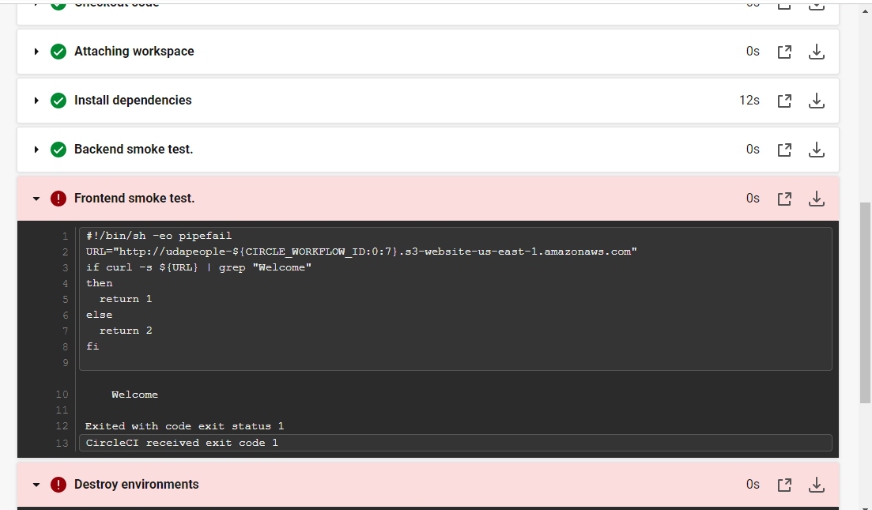 Checkout code 0s
Attaching workspace 0s
Install dependencies 12s
Backend smoke test. 0s
Frontend smoke test. 0s
1 #!/bin/sh -eo pipefail
2 URL="http://udapeople-${CIRCLE_WORKFLOW_ID:0:7}.s3-website-us-east-1.amazonaws.com"
3 if curl -s ${URL} | grep "Welcome"
4 then
5 return 1
6 else
7 return 2
8 fi
9
10 Welcome
11
12 Exited with code exit status 1
13 CircleCI received exit code 1
Destroy environments 0s